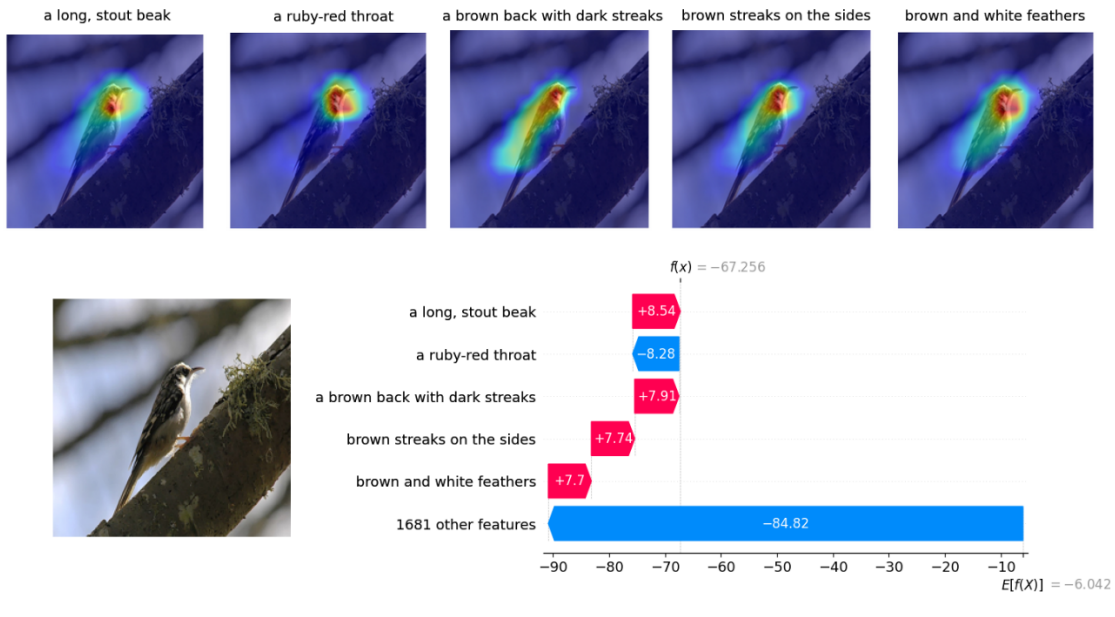 a long, stout beak
a ruby-red throat
a brown back with dark streaks
brown streaks on the sides
brown and white feathers
f(x) = −67.256
a long, stout beak
+8.54
a ruby-red throat
−8.28
a brown back with dark streaks
+7.91
brown streaks on the sides
+7.74
brown and white feathers
+7.7
1681 other features
−84.82
−90 −80 −70 −60 −50 −40 −30 −20 −10
E[f(X)] = −6.042